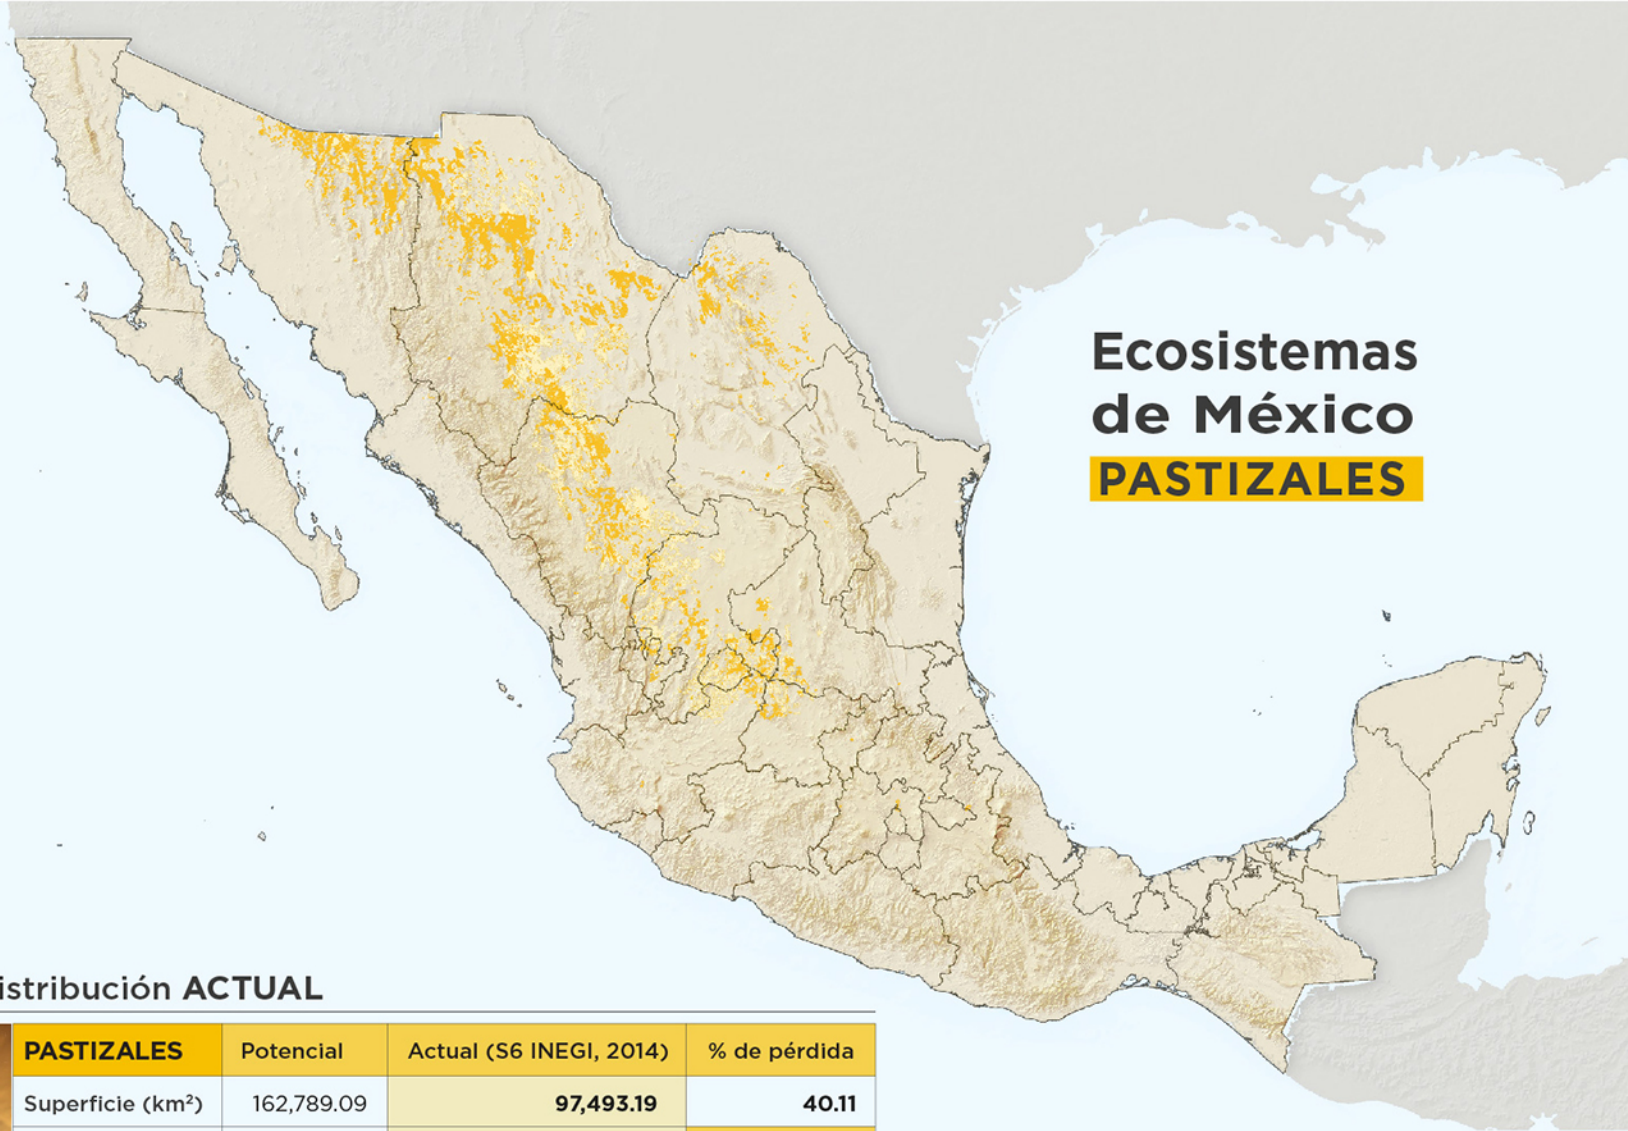 Ecosistemas
de México
PASTIZALES
istribución ACTUAL
PASTIZALES Potencial Actual (S6 INEGI, 2014) % de pérdida
Superficie (km²) 162,789.09 97,493.19 40.11